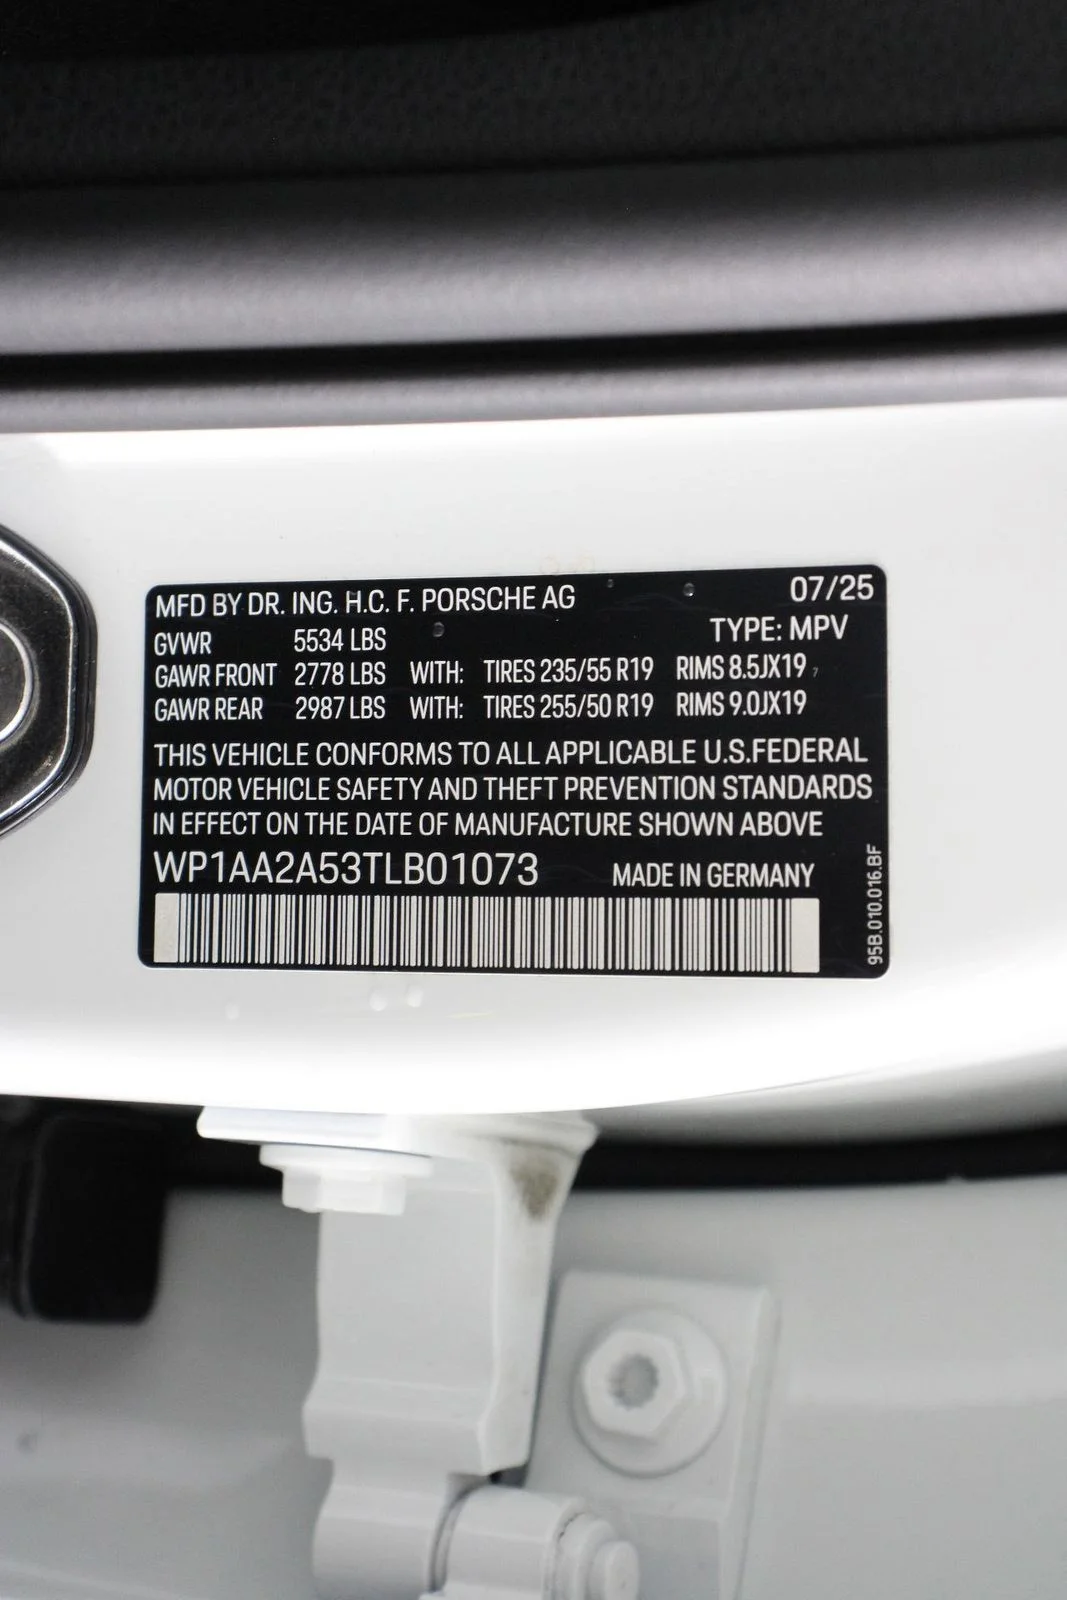 MFD BY DR. ING. H.C. F. PORSCHE AG 07/25
GVWR 5534 LBS TYPE: MPV
GAWR FRONT 2778 LBS WITH: TIRES 235/55 R19 RIMS 8.5JX19
GAWR REAR 2987 LBS WITH: TIRES 255/50 R19 RIMS 9.0JX19
THIS VEHICLE CONFORMS TO ALL APPLICABLE U.S.FEDERAL
MOTOR VEHICLE SAFETY AND THEFT PREVENTION STANDARDS
IN EFFECT ON THE DATE OF MANUFACTURE SHOWN ABOVE
WP1AA2A53TLB01073 MADE IN GERMANY
95B.010.016.BF